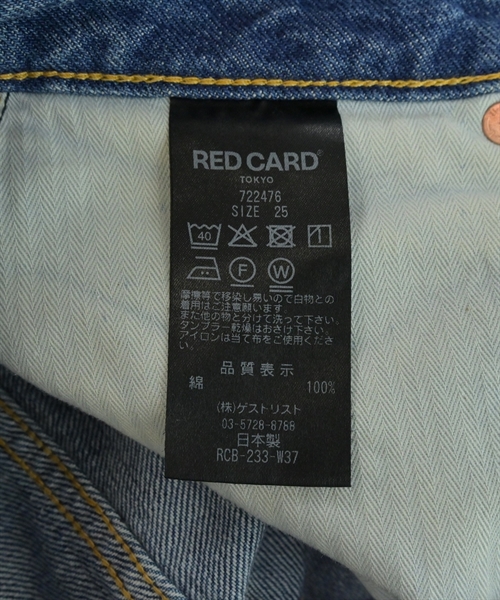 RED CARD
TOKYO
722476
SIZE 25
40
F W
摩擦等で移染し易いので白物との
着用はご注意願います。
また他の物と分けて洗って下さい。
タンブラー乾燥はおさけ下さい。
アイロンは当て布をご使用くださ
い。
品質表示
綿 100%
(株)ゲストリスト
03-5728-8788
日本製
RCB-233-W37